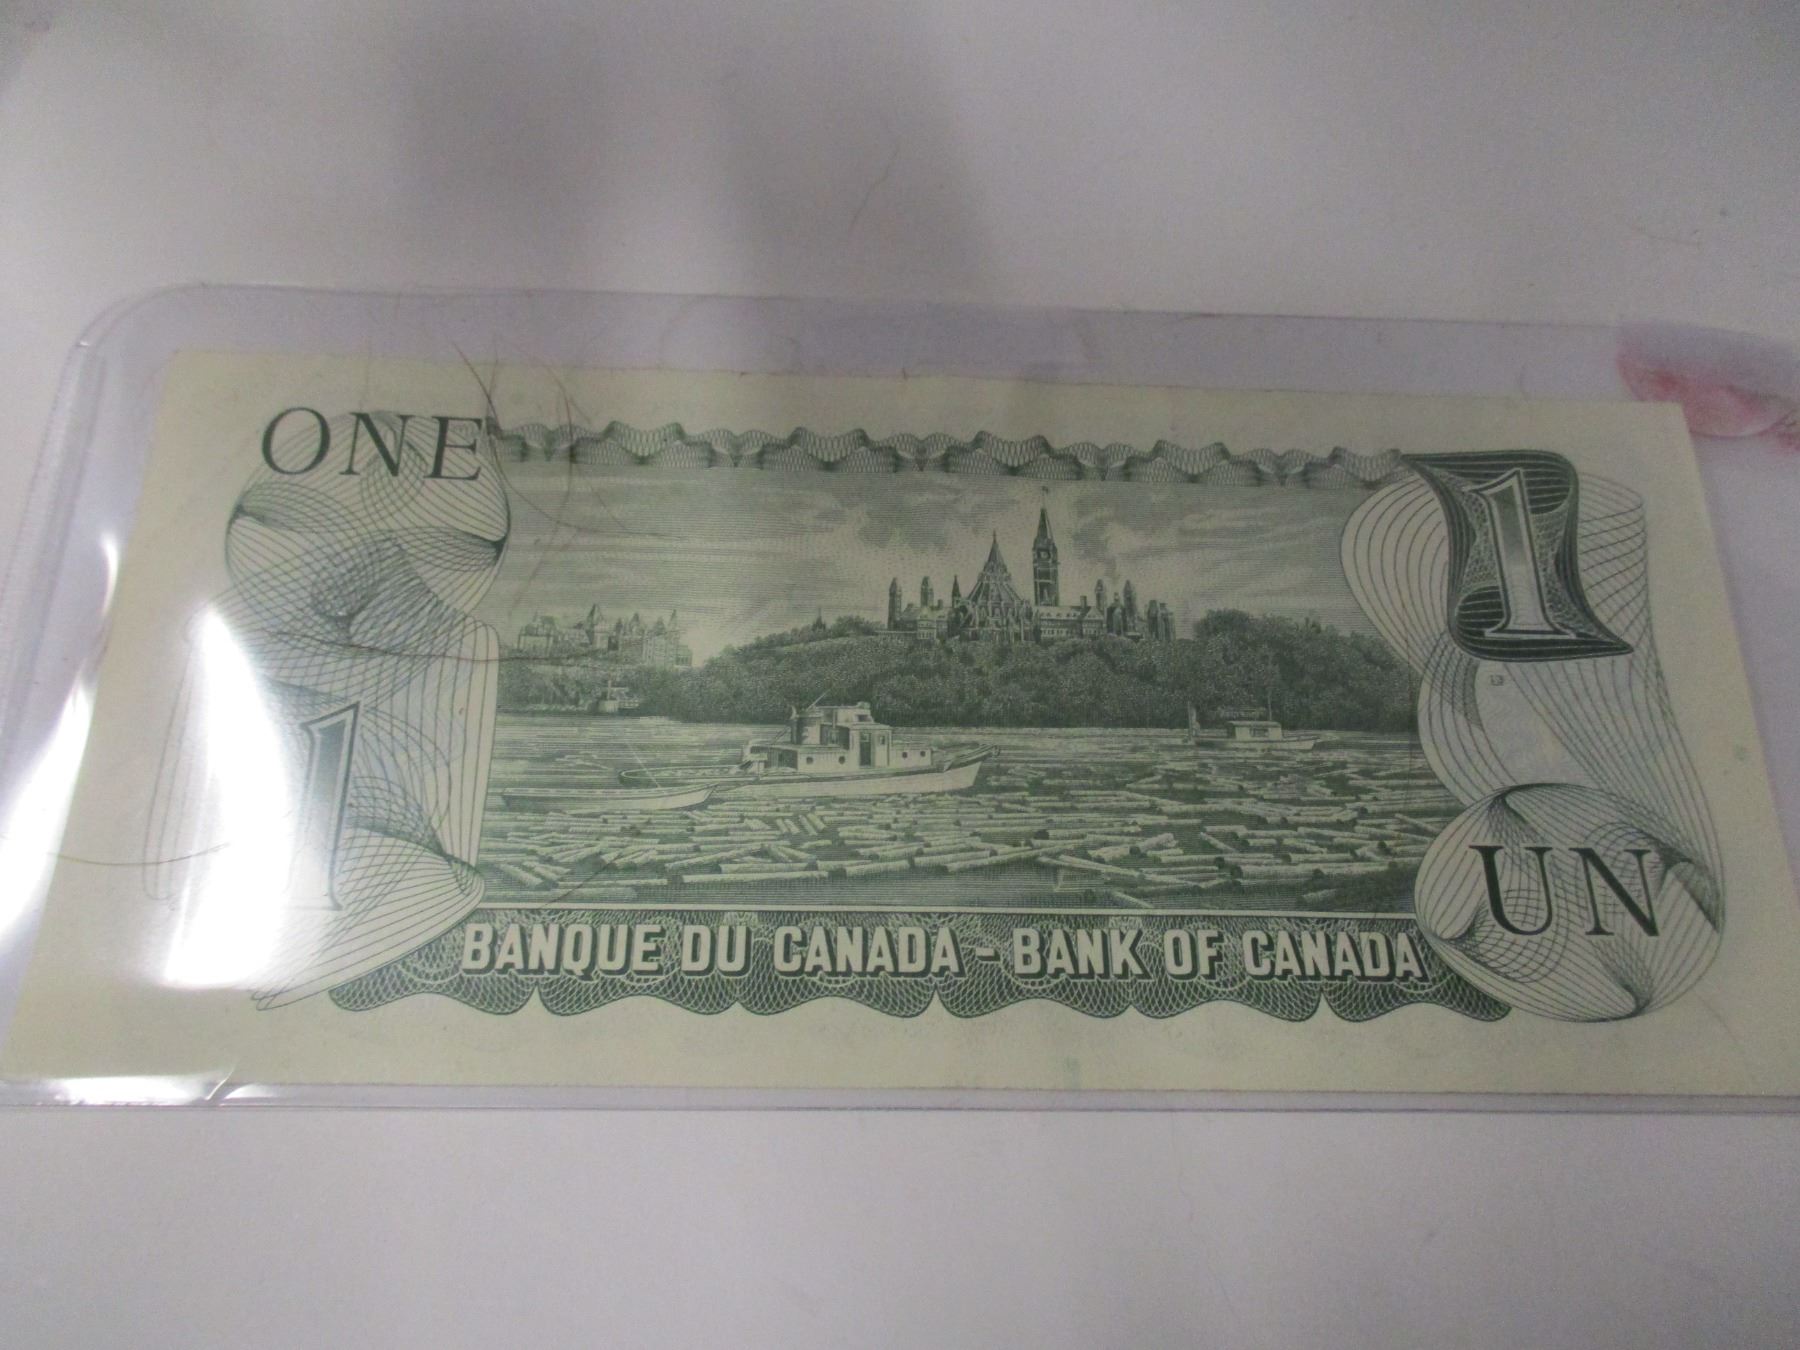 ONE
1
1
UN
BANQUE DU CANADA - BANK OF CANADA